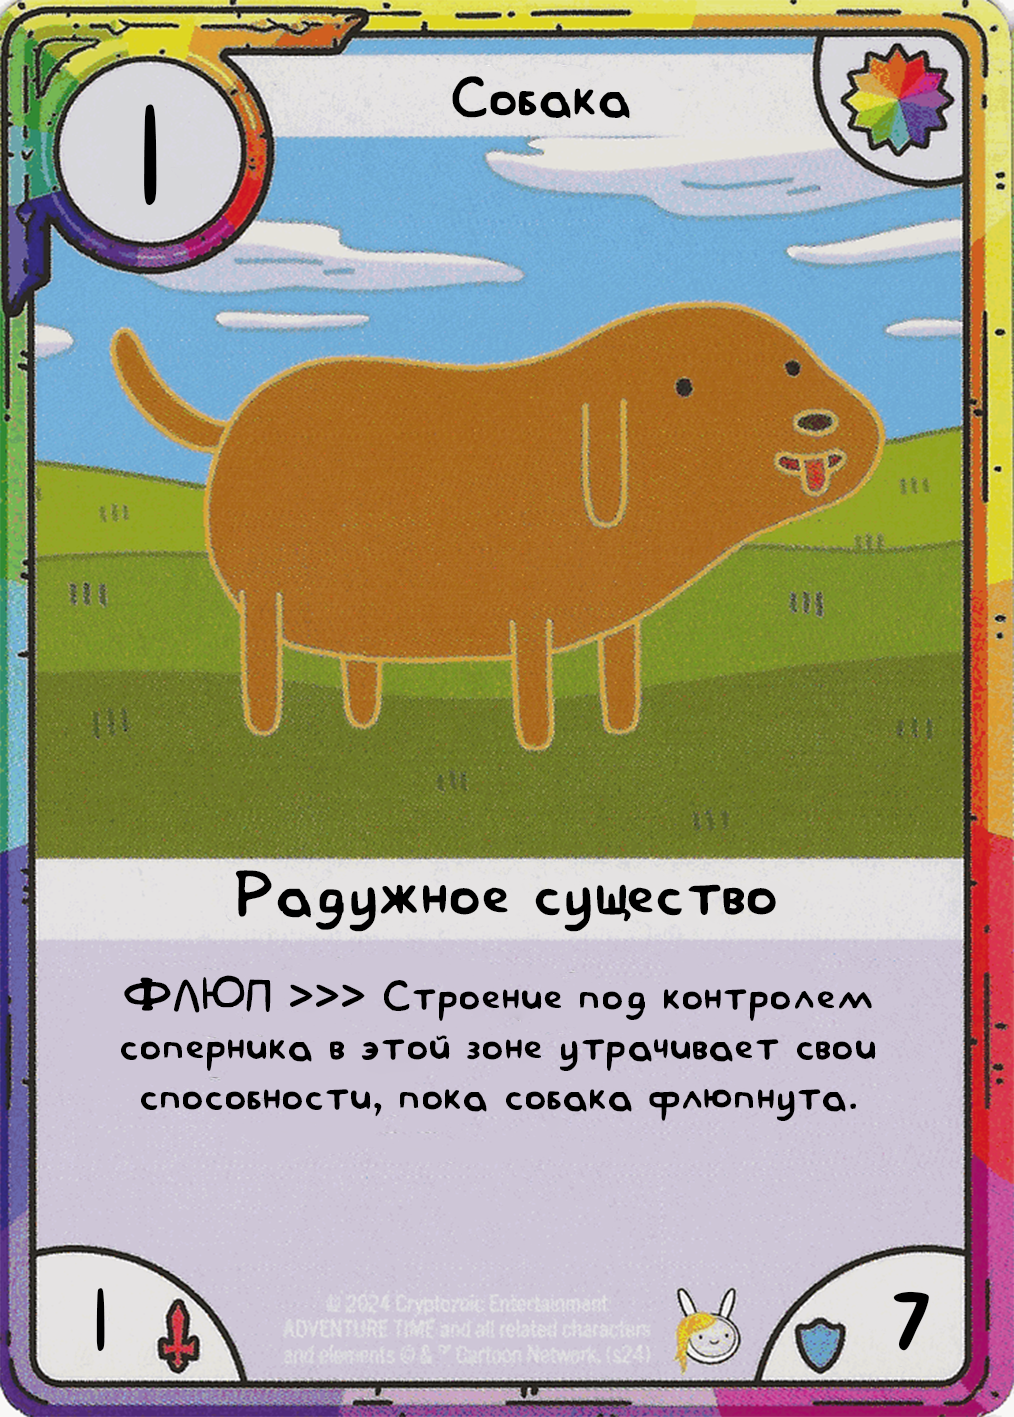 1
Собака
Радужное существо
ФЛЮП >>> Строение под контролем
соперника в этой зоне утрачивает свои
способности, пока собака флюпнута.
© 2024 Cryptozoic Entertainment.
ADVENTURE TIME and all related characters
and elements © & ™ Cartoon Network. (s24)
1
7